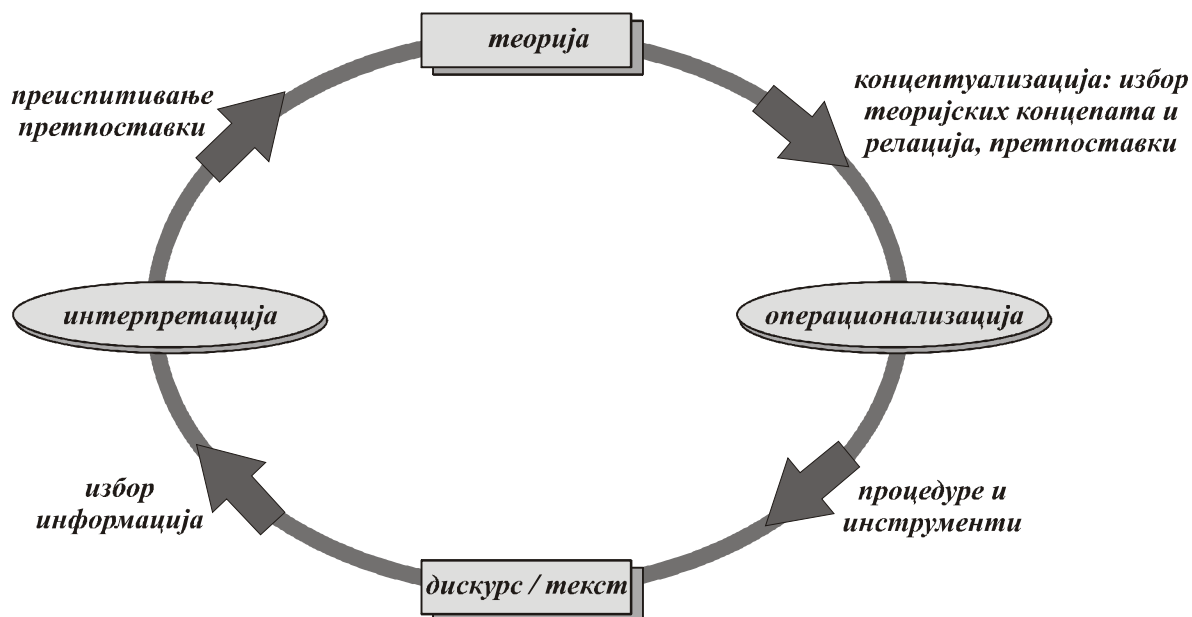 теорија
концептуализација: избор
теоријских концепата и
релација, претпоставки
преиспитивање
претпоставки
интерпретација
операционализација
избор
информација
процедуре и
инструменти
дискурс / текст